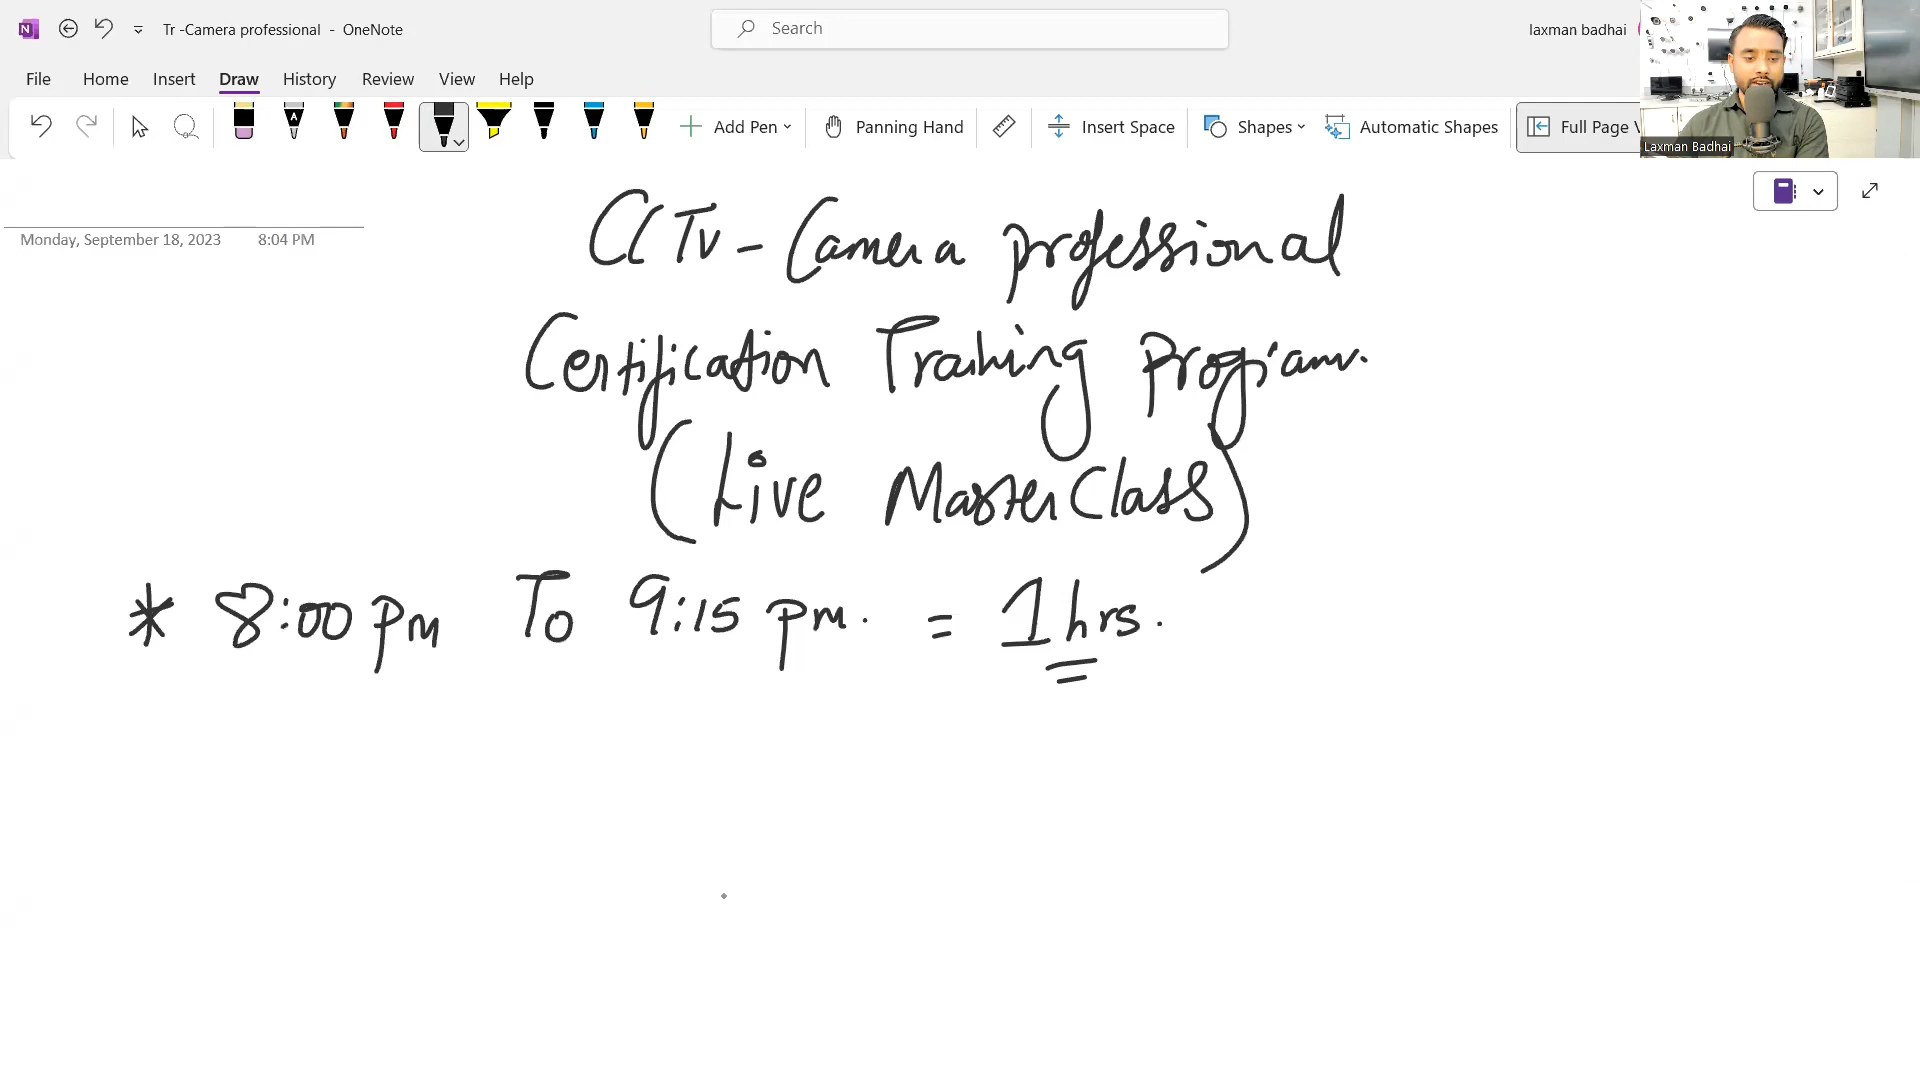 Tr -Camera professional - OneNote
Search
laxman badhai
File Home Insert Draw History Review View Help
Add Pen Panning Hand Insert Space Shapes Automatic Shapes Full Page V
Laxman Badhai
CCTv - Camera professional
Monday, September 18, 2023 8:04 PM
Certification Training Program.
(Live MasterClass)
* 8:00 pm To 9:15 pm. = 1 hrs.